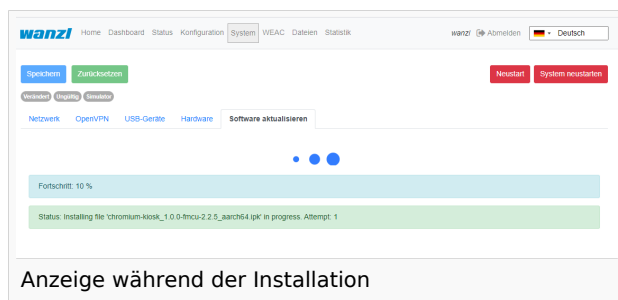 wanzl Home Dashboard Status Konfiguration System WEAC Dateien Statistik wanzl Abmelden Deutsch
Speichern Zurücksetzen Neustart System neustarten
Verändert Ungültig Simulator
Netzwerk OpenVPN USB-Geräte Hardware Software aktualisieren
Fortschritt: 10 %
Status: Installing file 'chromium-kiosk_1.0.0-fmcu-2.2.5_aarch64.ipk' in progress. Attempt: 1
Anzeige während der Installation